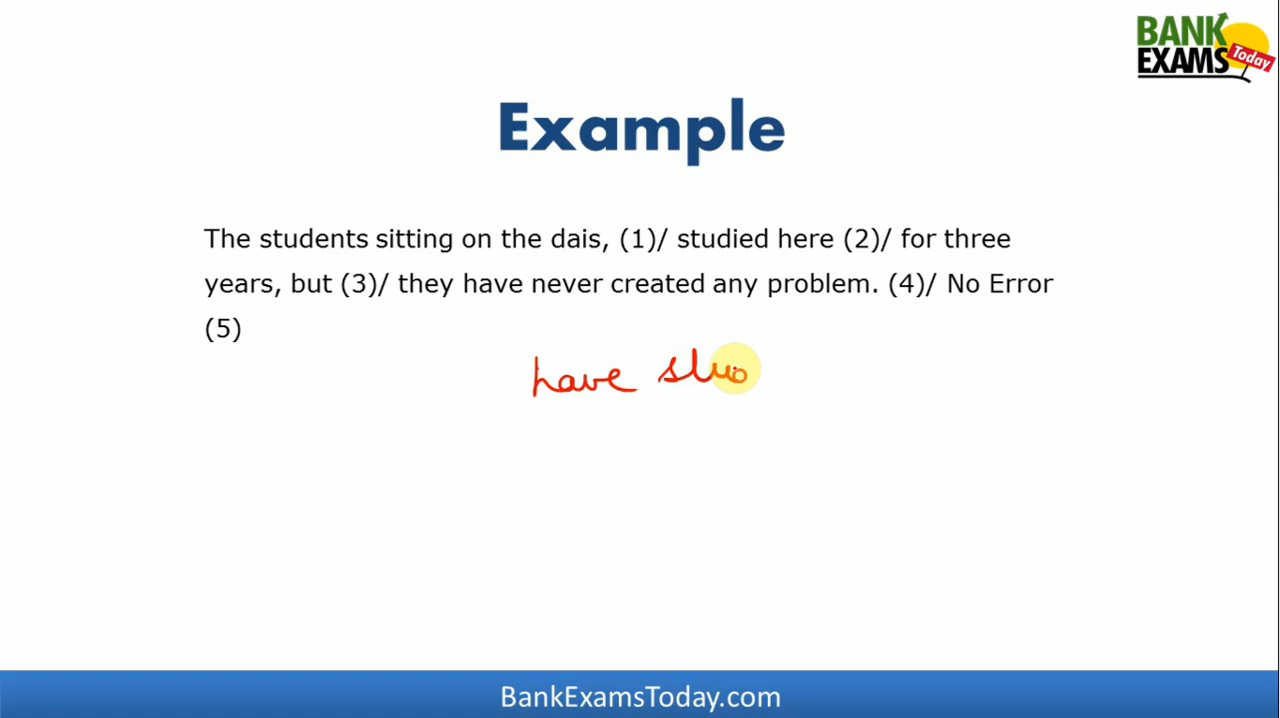 BANK
EXAMS Today
Example
The students sitting on the dais, (1)/ studied here (2)/ for three
years, but (3)/ they have never created any problem. (4)/ No Error
(5)
have
BankExamsToday.com